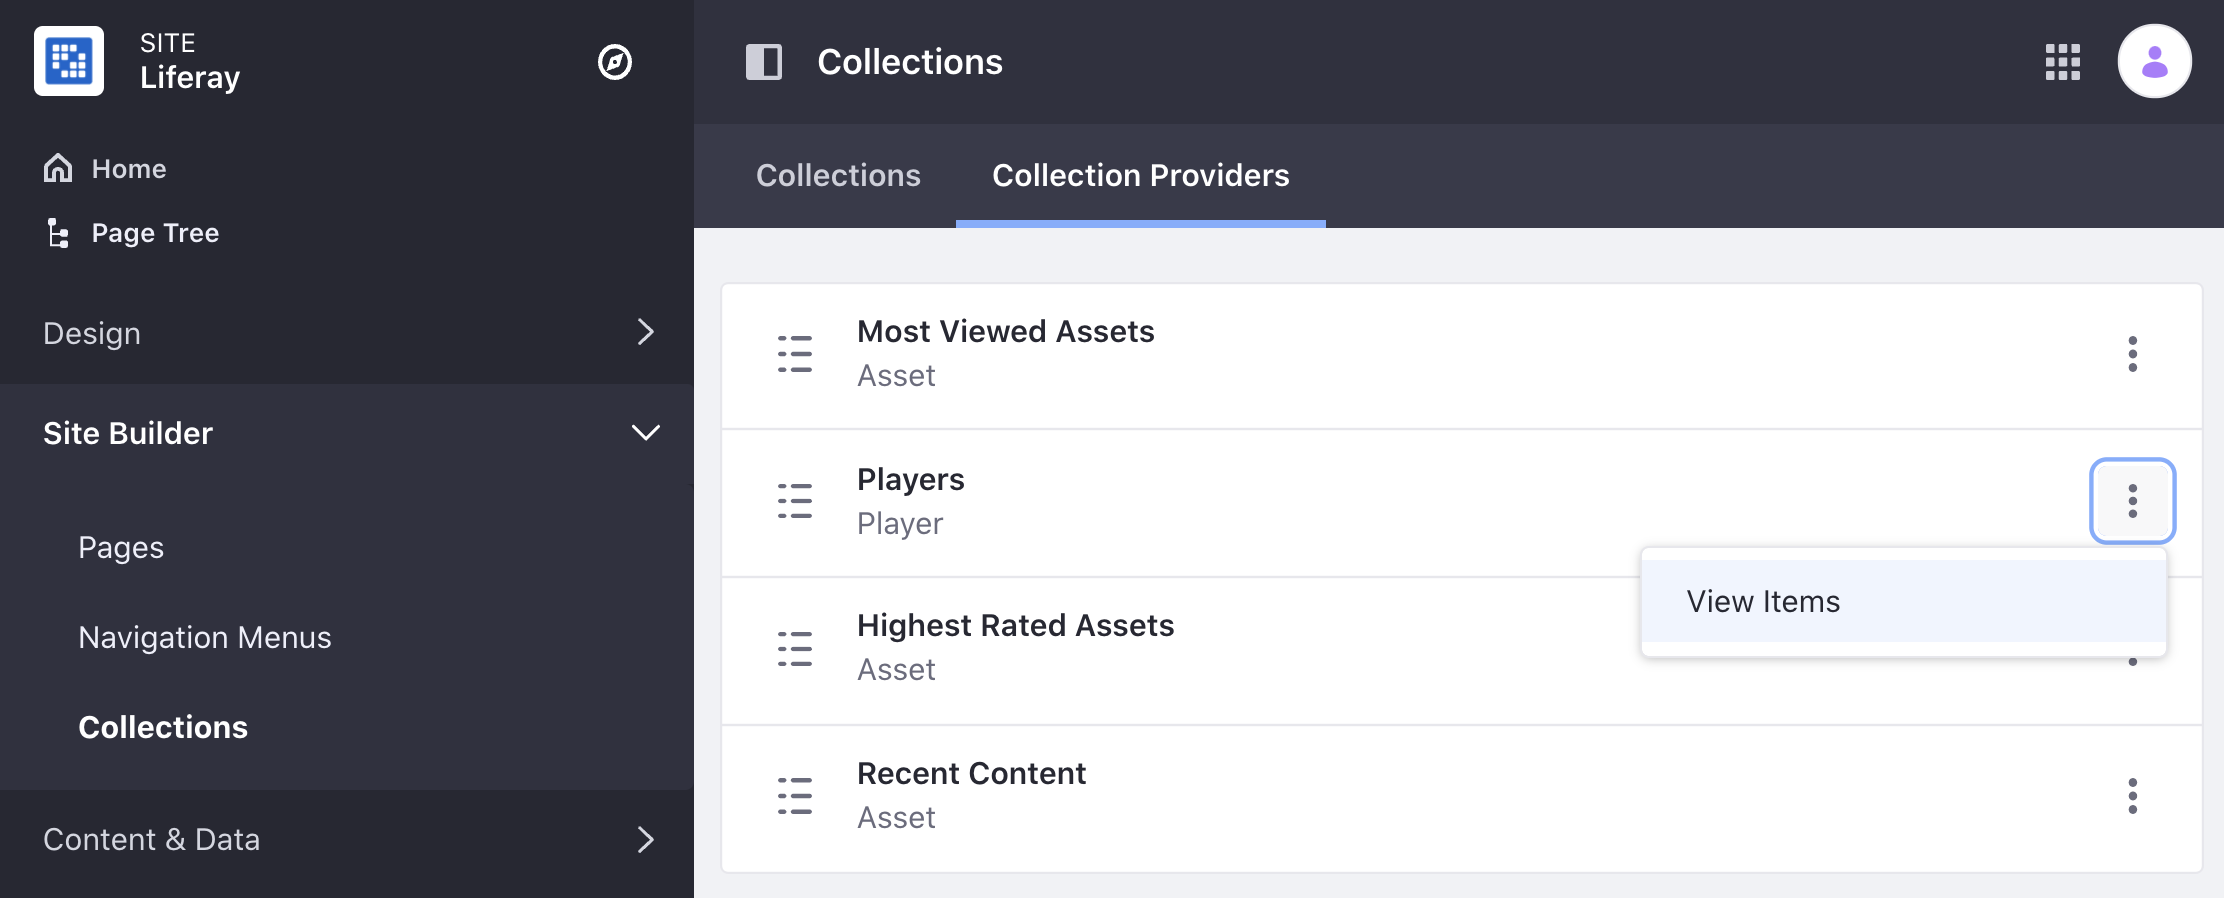 SITE
Liferay
Home
Page Tree
Design
Site Builder
Pages
Navigation Menus
Collections
Content & Data
Collections
Collections
Collection Providers
Most Viewed Assets
Asset
Players
Player
View Items
Highest Rated Assets
Asset
Recent Content
Asset